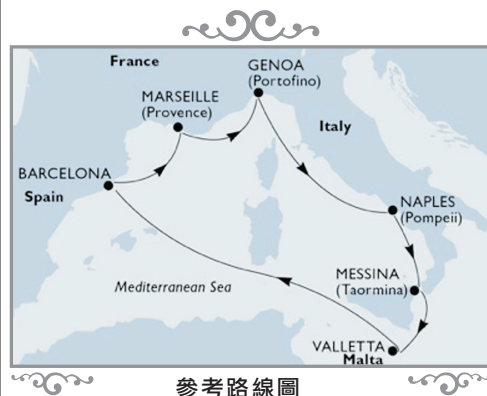 France
GENOA
(Portofino)
MARSEILLE
(Provence)
Italy
BARCELONA
Spain
NAPLES
(Pompeii)
MESSINA
(Taormina)
Mediterranean Sea
VALLETTA
Malta
參考路線圖